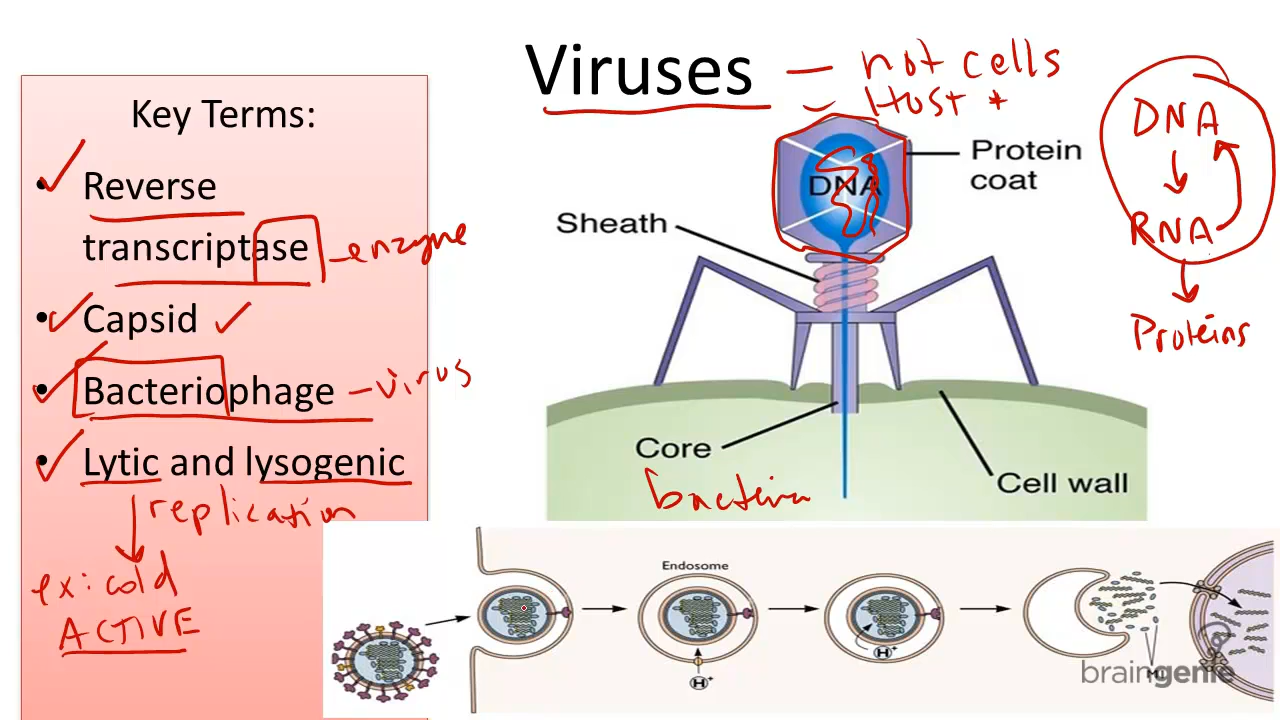 Viruses – not cells
– Host *
Key Terms:
• Reverse
transcriptase – enzyme
• Capsid
• Bacteriophage – virus
• Lytic and lysogenic
replication
ex: cold
ACTIVE
DNA
Protein
coat
Sheath
Core
bacteria
Cell wall
DNA
RNA
Proteins
Endosome
H+
H+
M₁
braingenie